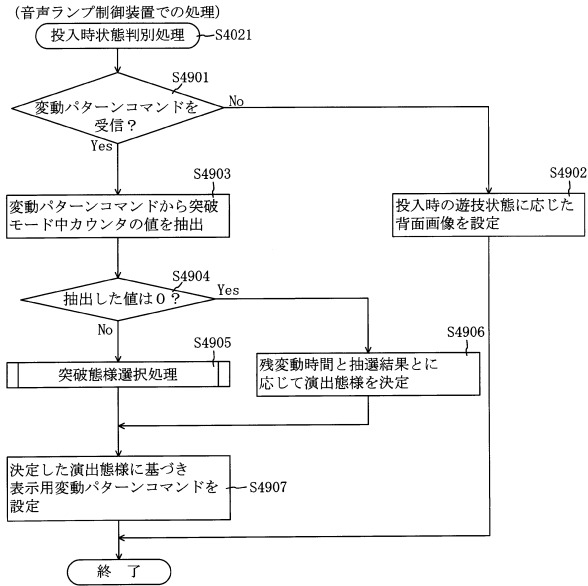 (音声ランプ制御装置での処理)
投入時状態判別処理
S4021
S4901
変動パターンコマンドを
受信?
No
Yes
S4903
変動パターンコマンドから突破
モード中カウンタの値を抽出
S4902
投入時の遊技状態に応じた
背面画像を設定
S4904
抽出した値は0?
Yes
No
S4905
突破態様選択処理
S4906
残変動時間と抽選結果とに
応じて演出態様を決定
決定した演出態様に基づき
表示用変動パターンコマンドを
設定
S4907
終 了